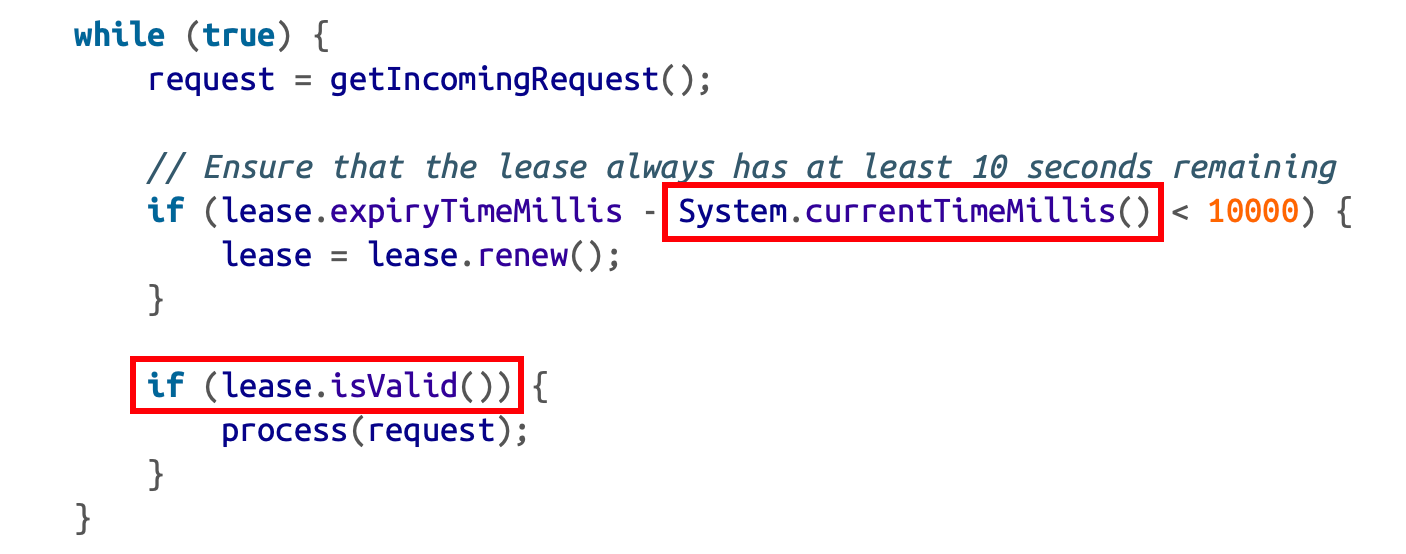 while (true) {
request = getIncomingRequest();
// Ensure that the lease always has at least 10 seconds remaining
if (lease.expiryTimeMillis - System.currentTimeMillis() < 10000) {
lease = lease.renew();
}
if (lease.isValid()) {
process(request);
}
}